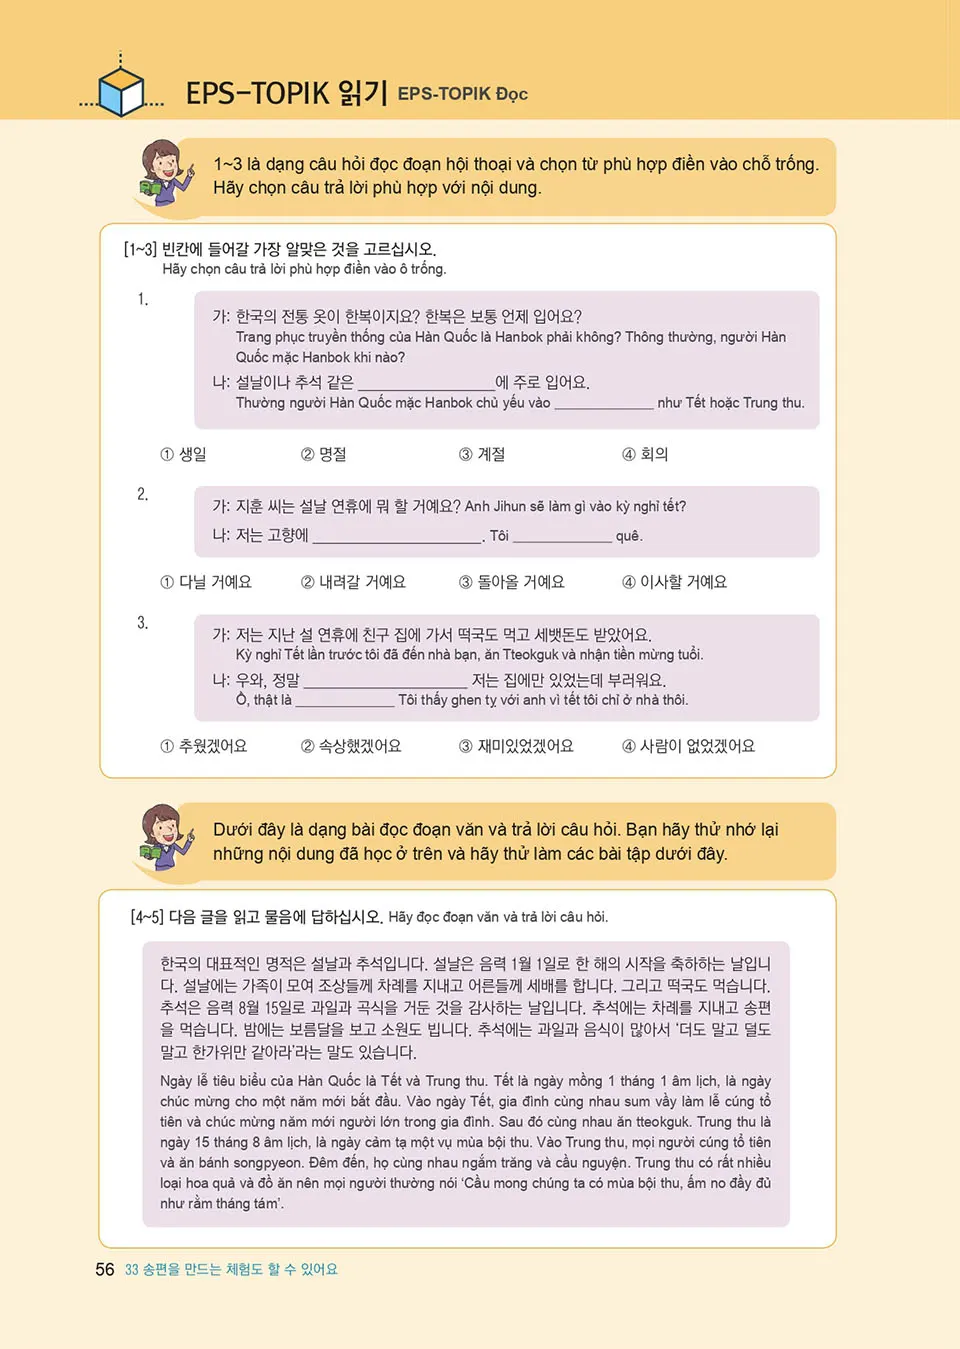 EPS-TOPIK 읽기 EPS-TOPIK Đọc
1~3 là dạng câu hỏi đọc đoạn hội thoại và chọn từ phù hợp điền vào chỗ trống.
Hãy chọn câu trả lời phù hợp với nội dung.
[1~3] 빈칸에 들어갈 가장 알맞은 것을 고르십시오.
Hãy chọn câu trả lời phù hợp điền vào ô trống.
1.
가: 한국의 전통 옷이 한복이지요? 한복은 보통 언제 입어요?
Trang phục truyền thống của Hàn Quốc là Hanbok phải không? Thông thường, người Hàn
Quốc mặc Hanbok khi nào?
나: 설날이나 추석 같은 ________________에 주로 입어요.
Thường người Hàn Quốc mặc Hanbok chủ yếu vào _____________ như Tết hoặc Trung thu.
① 생일 ② 명절 ③ 계절 ④ 회의
2.
가: 지훈 씨는 설날 연휴에 뭐 할 거예요? Anh Jihun sẽ làm gì vào kỳ nghỉ tết?
나: 저는 고향에 ____________________. Tôi _____________ quê.
① 다닐 거예요 ② 내려갈 거예요 ③ 돌아올 거예요 ④ 이사할 거예요
3.
가: 저는 지난 설 연휴에 친구 집에 가서 떡국도 먹고 세뱃돈도 받았어요.
Kỳ nghỉ Tết lần trước tôi đã đến nhà bạn, ăn Tteokguk và nhận tiền mừng tuổi.
나: 우와, 정말 ___________________ 저는 집에만 있었는데 부러워요.
Ồ, thật là _____________ Tôi thấy ghen tỵ với anh vì tết tôi chỉ ở nhà thôi.
① 추웠겠어요 ② 속상했겠어요 ③ 재미있었겠어요 ④ 사람이 없었겠어요
Dưới đây là dạng bài đọc đoạn văn và trả lời câu hỏi. Bạn hãy thử nhớ lại
những nội dung đã học ở trên và hãy thử làm các bài tập dưới đây.
[4~5] 다음 글을 읽고 물음에 답하십시오. Hãy đọc đoạn văn và trả lời câu hỏi.
한국의 대표적인 명적은 설날과 추석입니다. 설날은 음력 1월 1일로 한 해의 시작을 축하하는 날입니
다. 설날에는 가족이 모여 조상들께 차례를 지내고 어른들께 세배를 합니다. 그리고 떡국도 먹습니다.
추석은 음력 8월 15일로 과일과 곡식을 거둔 것을 감사하는 날입니다. 추석에는 차례를 지내고 송편
을 먹습니다. 밤에는 보름달을 보고 소원도 빕니다. 추석에는 과일과 음식이 많아서 ‘더도 말고 덜도
말고 한가위만 같아라’라는 말도 있습니다.
Ngày lễ tiêu biểu của Hàn Quốc là Tết và Trung thu. Tết là ngày mồng 1 tháng 1 âm lịch, là ngày
chúc mừng cho một năm mới bắt đầu. Vào ngày Tết, gia đình cùng nhau sum vầy làm lễ cúng tổ
tiên và chúc mừng năm mới người lớn trong gia đình. Sau đó cùng nhau ăn tteokguk. Trung thu là
ngày 15 tháng 8 âm lịch, là ngày cảm tạ một vụ mùa bội thu. Vào Trung thu, mọi người cúng tổ tiên
và ăn bánh songpyeon. Đêm đến, họ cùng nhau ngắm trăng và cầu nguyện. Trung thu có rất nhiều
loại hoa quả và đồ ăn nên mọi người thường nói ‘Cầu mong chúng ta có mùa bội thu, ấm no đầy đủ
như rằm tháng tám’.
56 33 송편을 만드는 체험도 할 수 있어요